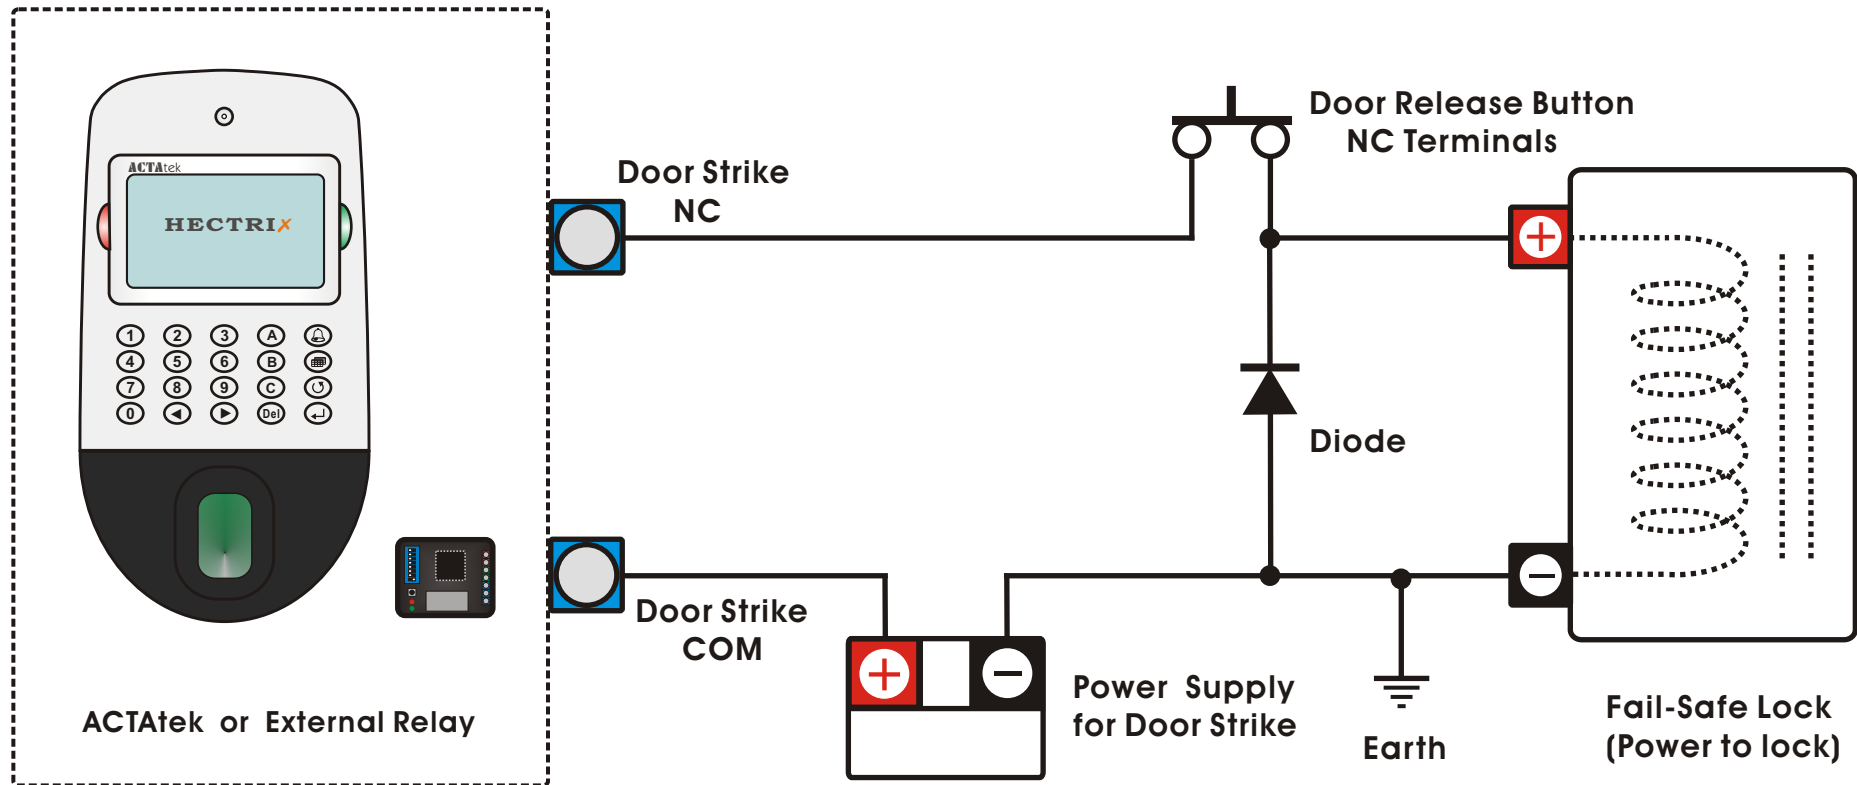 ACTAtek
HECTRIX
1 2 3 A
4 5 6 B
7 8 9 C
0 Del
Door Strike
NC
Door Strike
COM
ACTAtek or External Relay
Door Release Button
NC Terminals
Diode
Power Supply
for Door Strike
Earth
Fail-Safe Lock
(Power to lock)